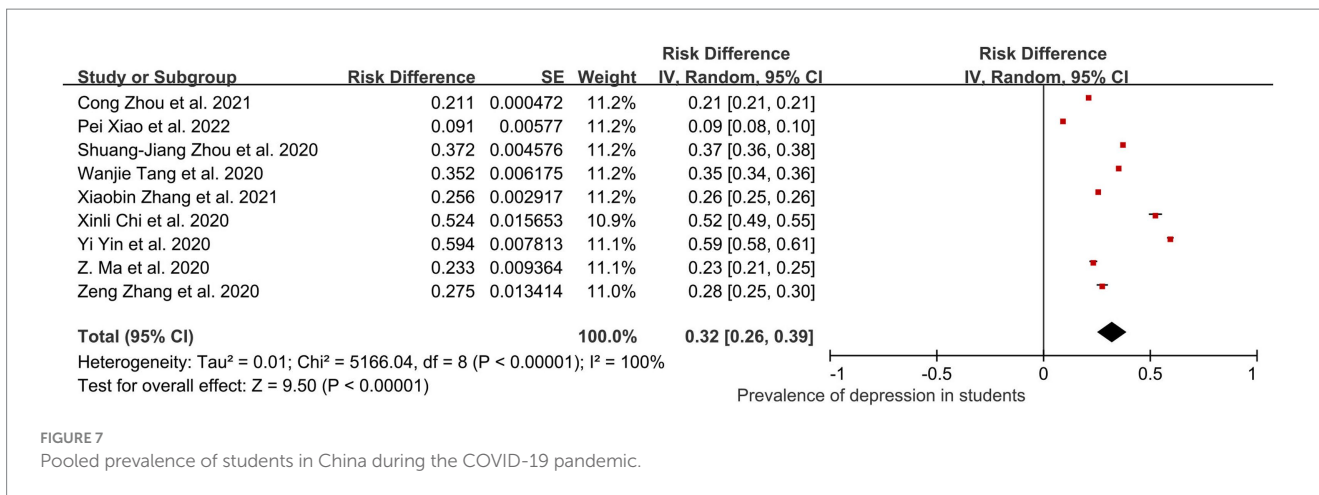 Risk Difference Risk Difference
Study or Subgroup Risk Difference SE Weight IV, Random, 95% CI IV, Random, 95% CI
Cong Zhou et al. 2021 0.211 0.000472 11.2% 0.21 [0.21, 0.21]
Pei Xiao et al. 2022 0.091 0.00577 11.2% 0.09 [0.08, 0.10]
Shuang-Jiang Zhou et al. 2020 0.372 0.004576 11.2% 0.37 [0.36, 0.38]
Wanjie Tang et al. 2020 0.352 0.006175 11.2% 0.35 [0.34, 0.36]
Xiaobin Zhang et al. 2021 0.256 0.002917 11.2% 0.26 [0.25, 0.26]
Xinli Chi et al. 2020 0.524 0.015653 10.9% 0.52 [0.49, 0.55]
Yi Yin et al. 2020 0.594 0.007813 11.1% 0.59 [0.58, 0.61]
Z. Ma et al. 2020 0.233 0.009364 11.1% 0.23 [0.21, 0.25]
Zeng Zhang et al. 2020 0.275 0.013414 11.0% 0.28 [0.25, 0.30]
Total (95% CI) 100.0% 0.32 [0.26, 0.39]
Heterogeneity: Tau² = 0.01; Chi² = 5166.04, df = 8 (P < 0.00001); I² = 100%
Test for overall effect: Z = 9.50 (P < 0.00001)
-1 -0.5 0 0.5 1
Prevalence of depression in students
FIGURE 7
Pooled prevalence of students in China during the COVID-19 pandemic.